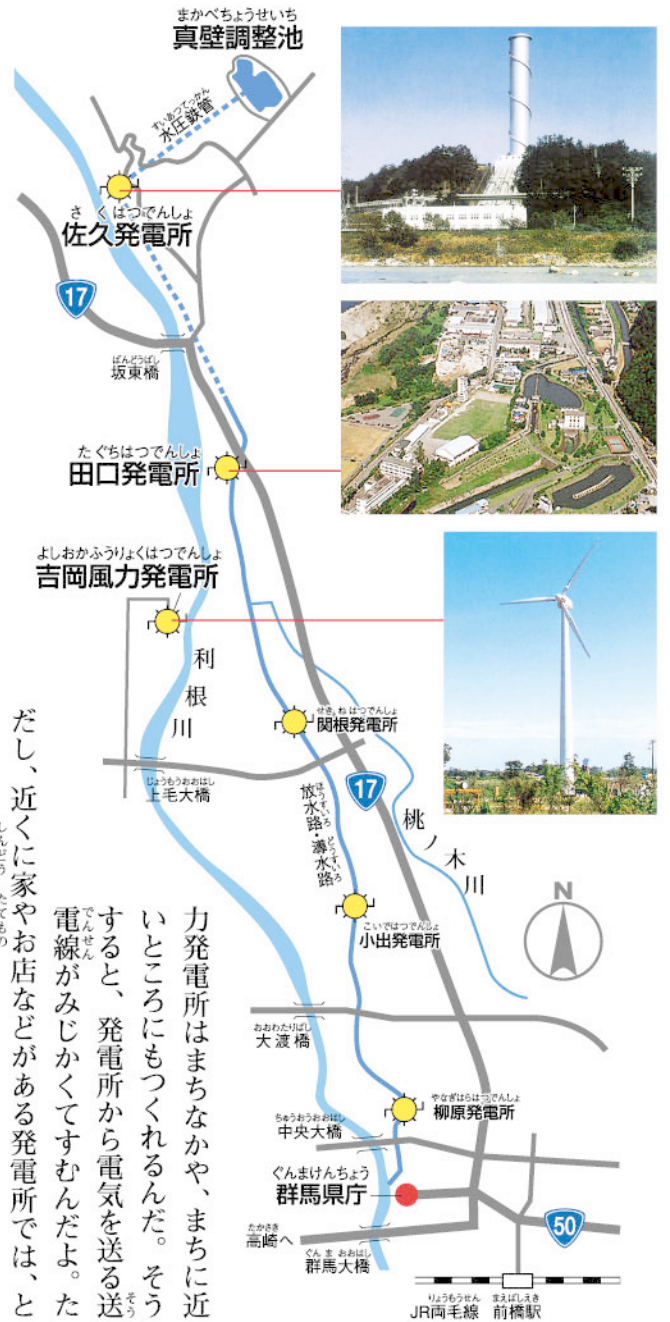 まかべちょうせいち
真壁調整池
すいあつてっかん
水圧鉄管
さくはつでんしょ
佐久発電所
17
ばんどうばし
坂東橋
たぐちはつでんしょ
田口発電所
よしおかふうりょくはつでんしょ
吉岡風力発電所
利根川
せきねはつでんしょ
関根発電所
じょうもうおおはし
上毛大橋
17
ほうすいろ どうすいろ
放水路・導水路
桃ノ木川
N
こいではつでんしょ
小出発電所
おおわたりばし
大渡橋
やなぎはらはつでんしょ
柳原発電所
ちゅうおうおおはし
中央大橋
ぐんまけんちょう
群馬県庁
たかさき
高崎へ
ぐんまおおはし
群馬大橋
50
りょうもうせん まえばしえき
JR両毛線 前橋駅
力発電所はまちなかや、まちに近
いところにもつくれるんだ。そう
すると、発電所から電気を送る送
そう
でんせん
電線がみじかくてすむんだよ。た
だし、近くに家やお店などがある発電所では、と
しんどう たてもの